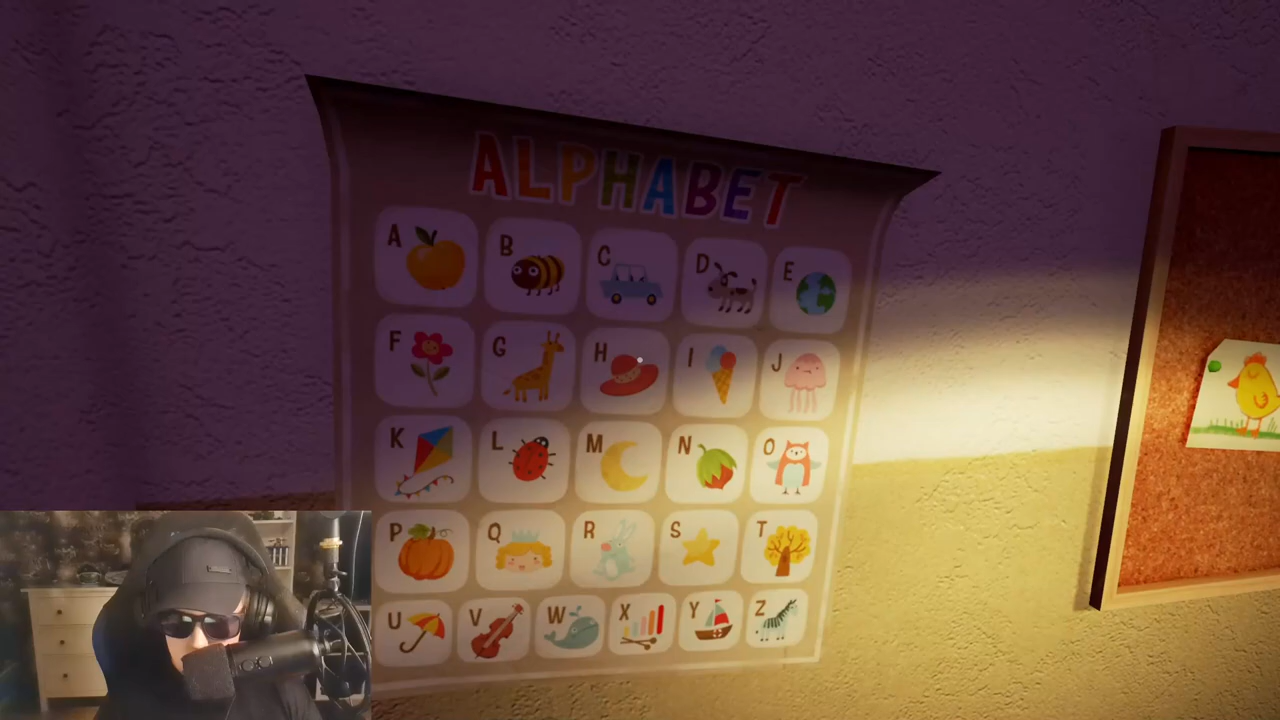 ALPHABET
A B C D E
F G H I J
K L M N O
P Q R S T
U V W X Y Z